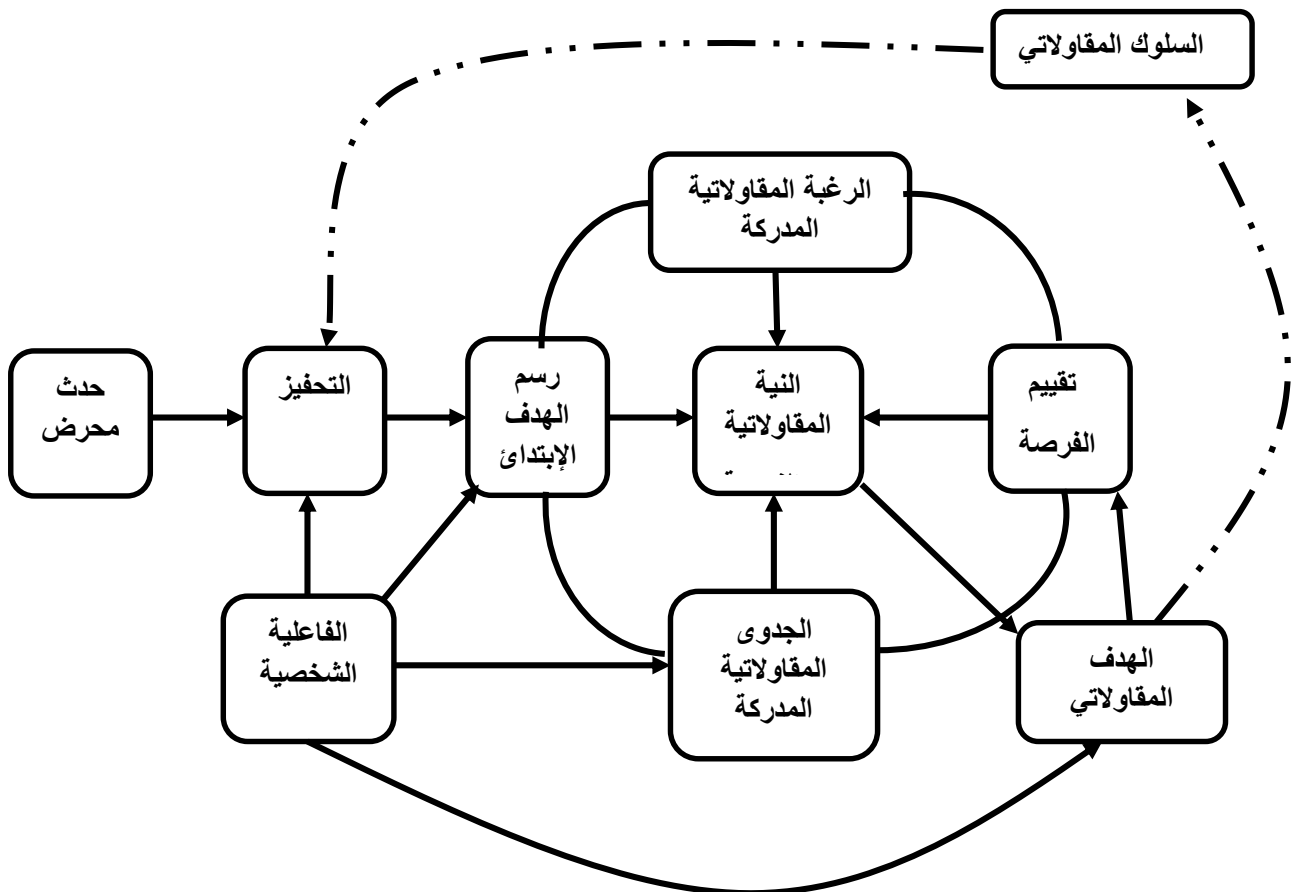 السلوك المقاولاتي
الرغبة المقاولاتية
المدركة
حدث
محرض
التحفيز
رسم
الهدف
الإبتدائ
النية
المقاولاتية
تقييم
الفرصة
الفاعلية
الشخصية
الجدوى
المقاولاتية
المدركة
الهدف
المقاولاتي